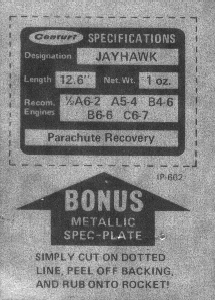 Centuri SPECIFICATIONS
Designation JAYHAWK
Length 12.6" Net. Wt. 1 oz.
Recom. Engines ½A6-2 A5-4 B4-6
B6-6 C6-7
Parachute Recovery
IP-662
BONUS
METALLIC
SPEC-PLATE
SIMPLY CUT ON DOTTED
LINE, PEEL OFF BACKING,
AND RUB ONTO ROCKET!